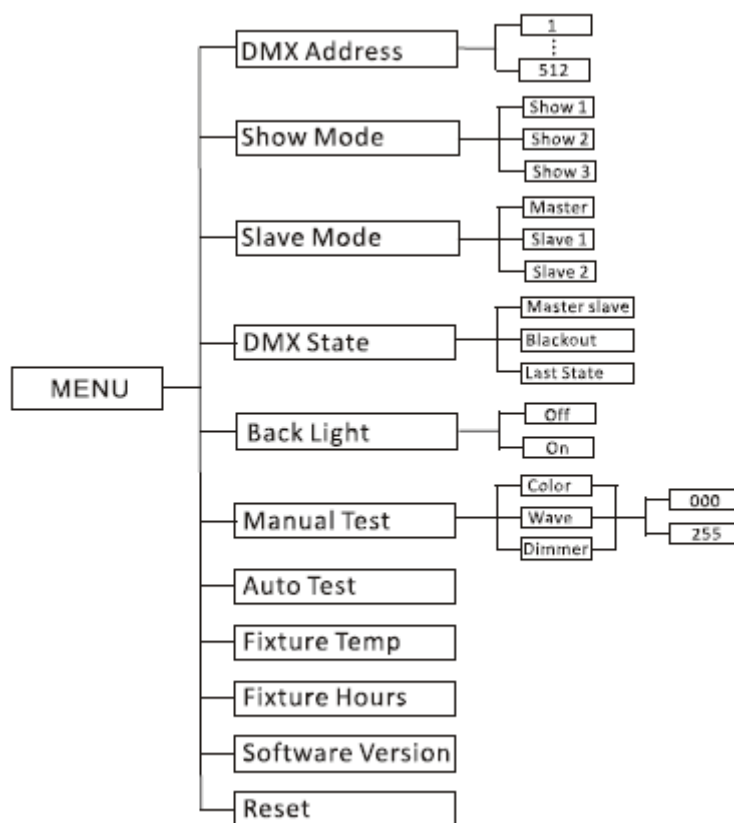 MENU
DMX Address
1
512
Show Mode
Show 1
Show 2
Show 3
Slave Mode
Master
Slave 1
Slave 2
DMX State
Master slave
Blackout
Last State
Back Light
Off
On
Manual Test
Color
Wave
Dimmer
000
255
Auto Test
Fixture Temp
Fixture Hours
Software Version
Reset